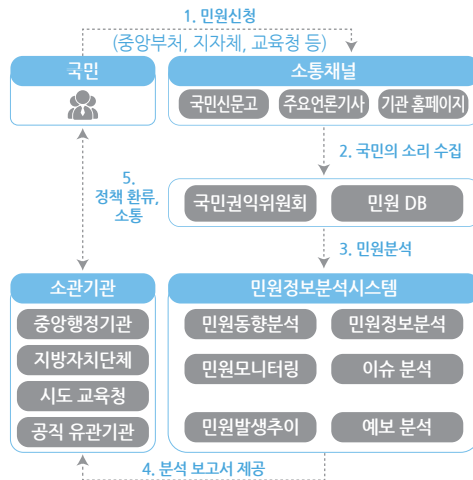 1. 민원신청
(중앙부처, 지자체, 교육청 등)
국민
소통채널
국민신문고 주요언론기사 기관 홈페이지
2. 국민의 소리 수집
5.
정책 환류,
소통
국민권익위원회 민원 DB
3. 민원분석
소관기관
중앙행정기관
지방자치단체
시도 교육청
공직 유관기관
민원정보분석시스템
민원동향분석 민원정보분석
민원모니터링 이슈 분석
민원발생추이 예보 분석
4. 분석 보고서 제공